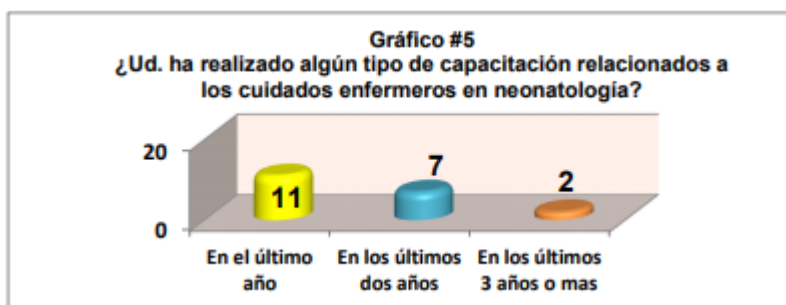 Gráfico #5
¿Ud. ha realizado algún tipo de capacitación relacionados a
los cuidados enfermeros en neonatología?
20
0
11
7
2
En el último
año
En los últimos
dos años
En los últimos
3 años o mas